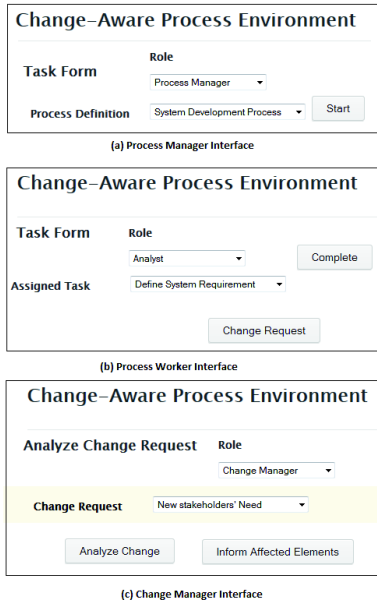 Change-Aware Process Environment
Role
Task Form
Process Manager
Process Definition System Development Process Start
(a) Process Manager Interface
Change-Aware Process Environment
Task Form Role
Analyst Complete
Assigned Task Define System Requirement
Change Request
(b) Process Worker Interface
Change-Aware Process Environment
Analyze Change Request Role
Change Manager
Change Request New stakeholders' Need
Analyze Change Inform Affected Elements
(c) Change Manager Interface